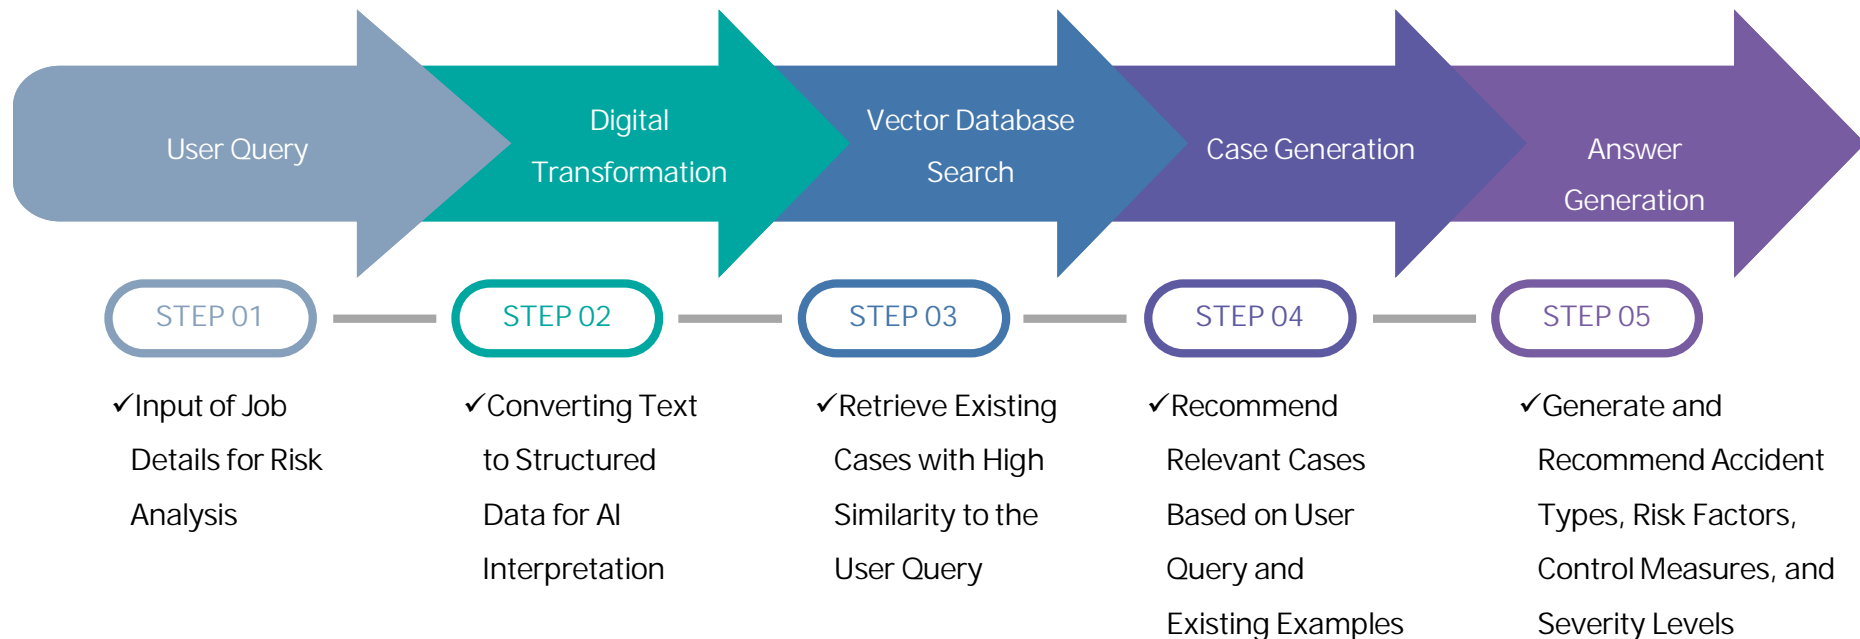 User Query
Digital
Transformation
Vector Database
Search
Case Generation
Answer
Generation
STEP 01
STEP 02
STEP 03
STEP 04
STEP 05
✓Input of Job
Details for Risk
Analysis
✓Converting Text
to Structured
Data for AI
Interpretation
✓Retrieve Existing
Cases with High
Similarity to the
User Query
✓Recommend
Relevant Cases
Based on User
Query and
Existing Examples
✓Generate and
Recommend Accident
Types, Risk Factors,
Control Measures, and
Severity Levels